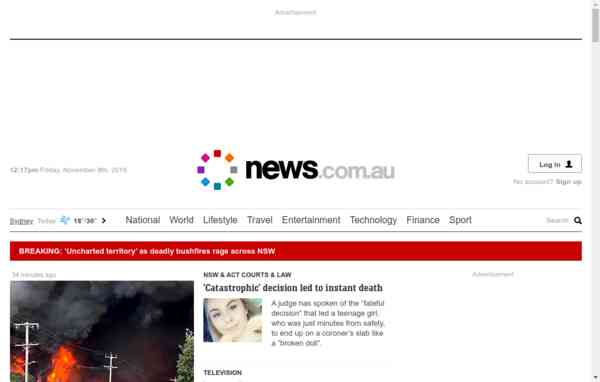 Advertisement
12:17pm Friday, November 8th, 2019
news.com.au
Log in
No account? Sign up
Sydney Today 18°/36° National World Lifestyle Travel Entertainment Technology Finance Sport Search
BREAKING: 'Uncharted territory' as deadly bushfires rage across NSW
14 minutes ago
NSW & ACT COURTS & LAW
'Catastrophic' decision led to instant death
A judge has spoken of the "fateful
decision" that led a teenage girl,
who was just minutes from safety,
to end up on a coroner's slab like
a "broken doll".
TELEVISION
Advertisement